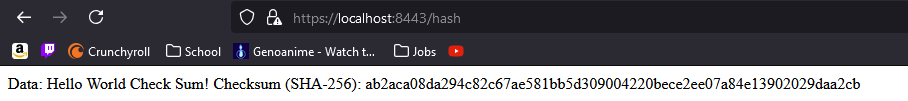 https://localhost:8443/hash
Crunchyroll School Genoanime - Watch t... Jobs
Data: Hello World Check Sum! Checksum (SHA-256): ab2aca08da294c82c67ae581bb5d309004220bece2ee07a84e13902029daa2cb